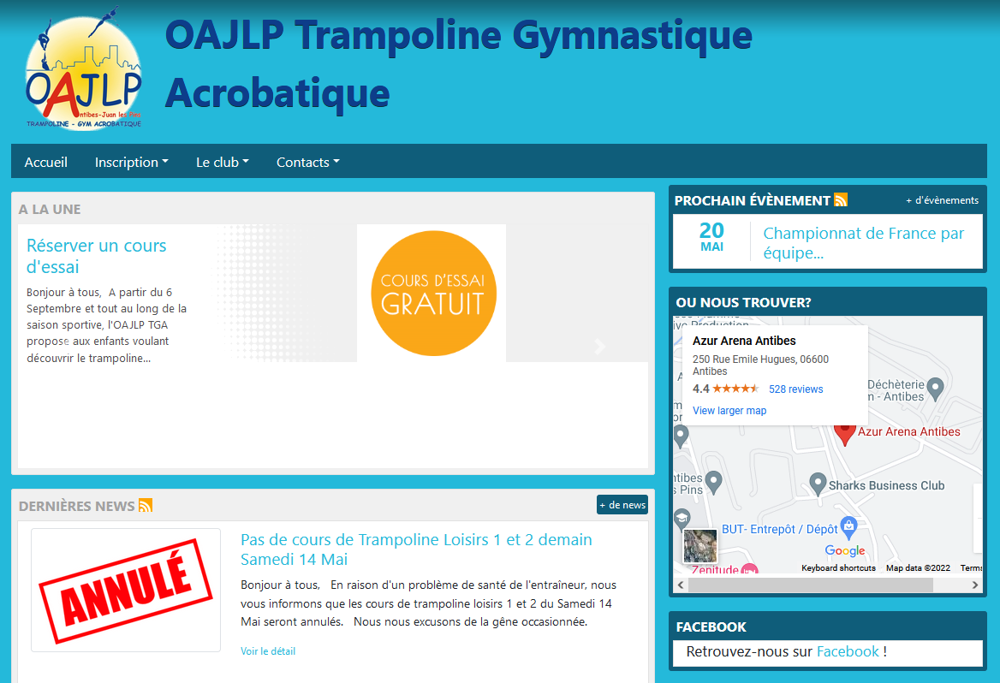 OAJLP
Antibes-Juan les Pins
TRAMPOLINE - GYM ACROBATIQUE
OAJLP Trampoline Gymnastique
Acrobatique
Accueil
Inscription
Le club
Contacts
A LA UNE
Réserver un cours
d'essai
Bonjour à tous,  A partir du 6
Septembre et tout au long de la
saison sportive, l'OAJLP TGA
propose aux enfants voulant
découvrir le trampoline...
COURS D'ESSAI
GRATUIT
DERNIÈRES NEWS
+ de news
ANNULÉ
Pas de cours de Trampoline Loisirs 1 et 2 demain
Samedi 14 Mai
Bonjour à tous,   En raison d'un problème de santé de l'entraîneur, nous
vous informons que les cours de trampoline loisirs 1 et 2 du Samedi 14
Mai seront annulés.   Nous nous excusons de la gêne occasionnée.
Voir le détail
PROCHAIN ÉVÈNEMENT
+ d'évènements
20
MAI
Championnat de France par
équipe...
OU NOUS TROUVER?
Azur Arena Antibes
250 Rue Emile Hugues, 06600
Antibes
4.4
528 reviews
View larger map
Déchèterie
n - Antibes
Azur Arena Antibes
ntibes
s Pins
Sharks Business Club
BUT- Entrepôt / Dépôt
Google
Zenitude
Keyboard shortcuts
Map data ©2022
Terms
FACEBOOK
Retrouvez-nous sur Facebook !